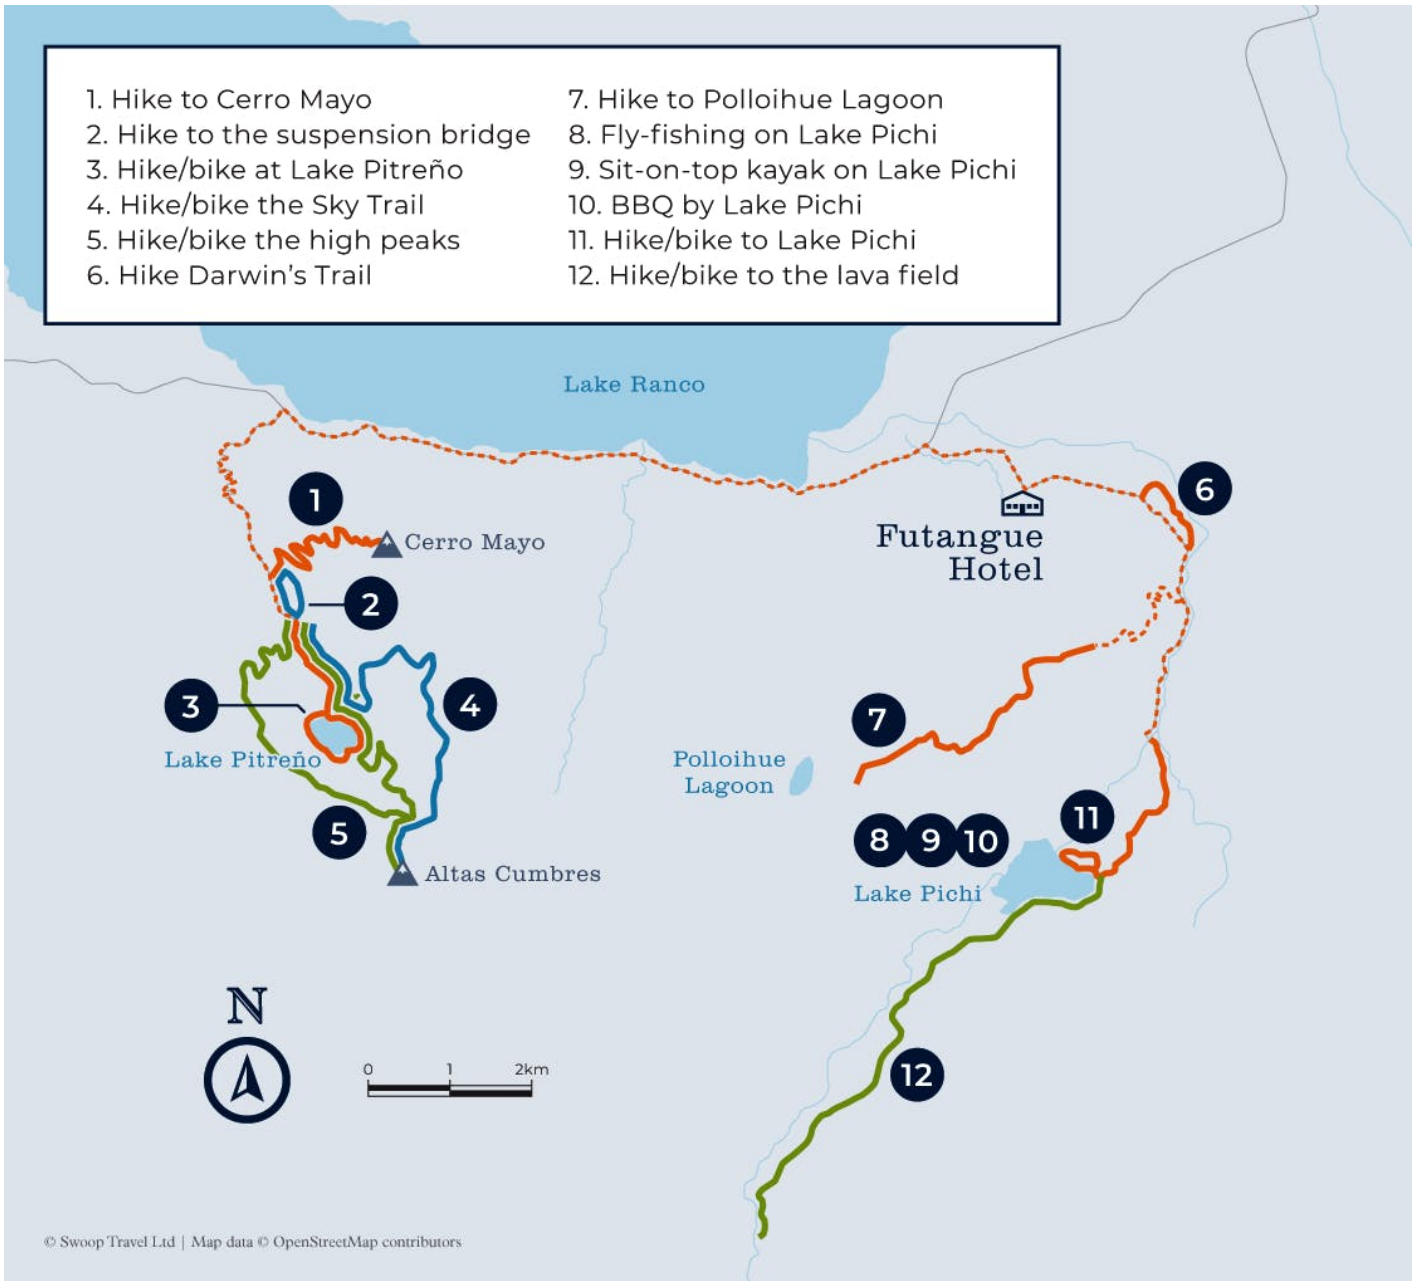 1. Hike to Cerro Mayo
2. Hike to the suspension bridge
3. Hike/bike at Lake Pitreño
4. Hike/bike the Sky Trail
5. Hike/bike the high peaks
6. Hike Darwin's Trail
7. Hike to Polloihue Lagoon
8. Fly-fishing on Lake Pichi
9. Sit-on-top kayak on Lake Pichi
10. BBQ by Lake Pichi
11. Hike/bike to Lake Pichi
12. Hike/bike to the lava field
Lake Ranco
1
6
Cerro Mayo
Futangue
Hotel
2
3
4
7
Lake Pitreño
Polloihue
Lagoon
5
8 9 10
11
Altas Cumbres
Lake Pichi
N
0 1 2km
12
© Swoop Travel Ltd | Map data © OpenStreetMap contributors